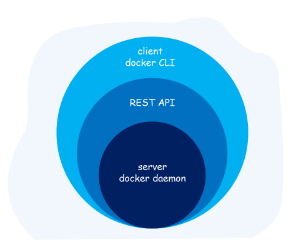 client
docker CLI
REST API
server
docker daemon